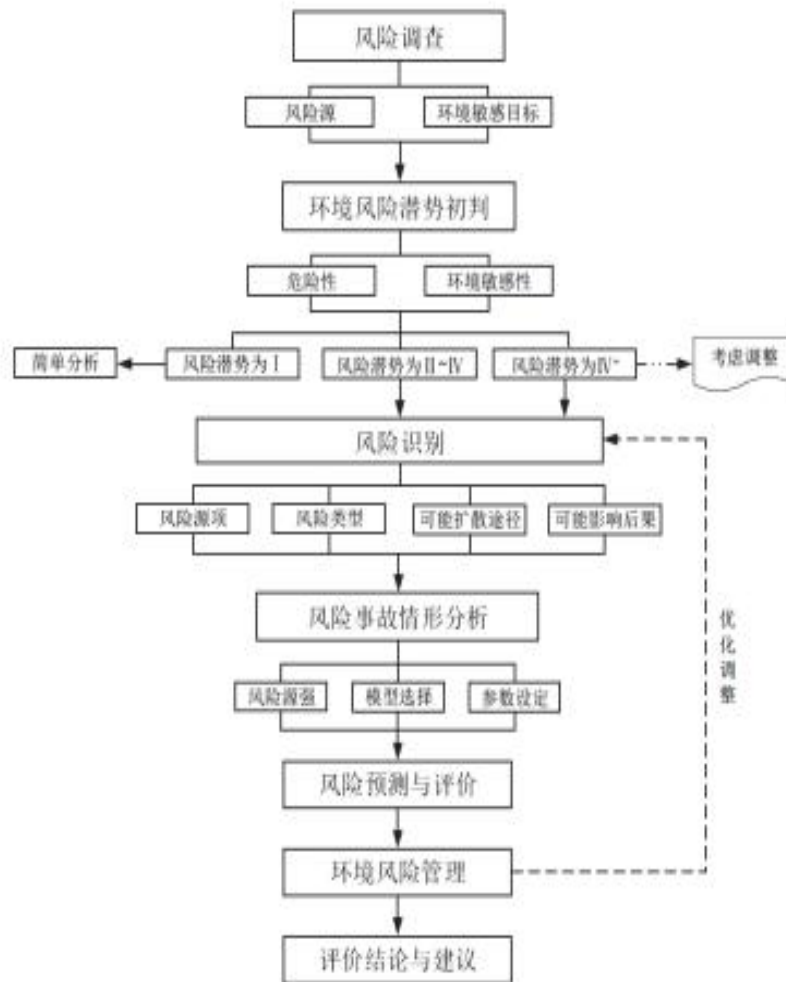 风险调查
风险源
环境敏感目标
环境风险潜势初判
危险性
环境敏感性
简单分析
风险潜势为Ⅰ
风险潜势为Ⅱ~Ⅳ
风险潜势为Ⅳ+
考虑调整
风险识别
风险源项
风险类型
可能扩散途径
可能影响后果
风险事故情形分析
优化调整
风险源强
模型选择
参数设定
风险预测与评价
环境风险管理
评价结论与建议